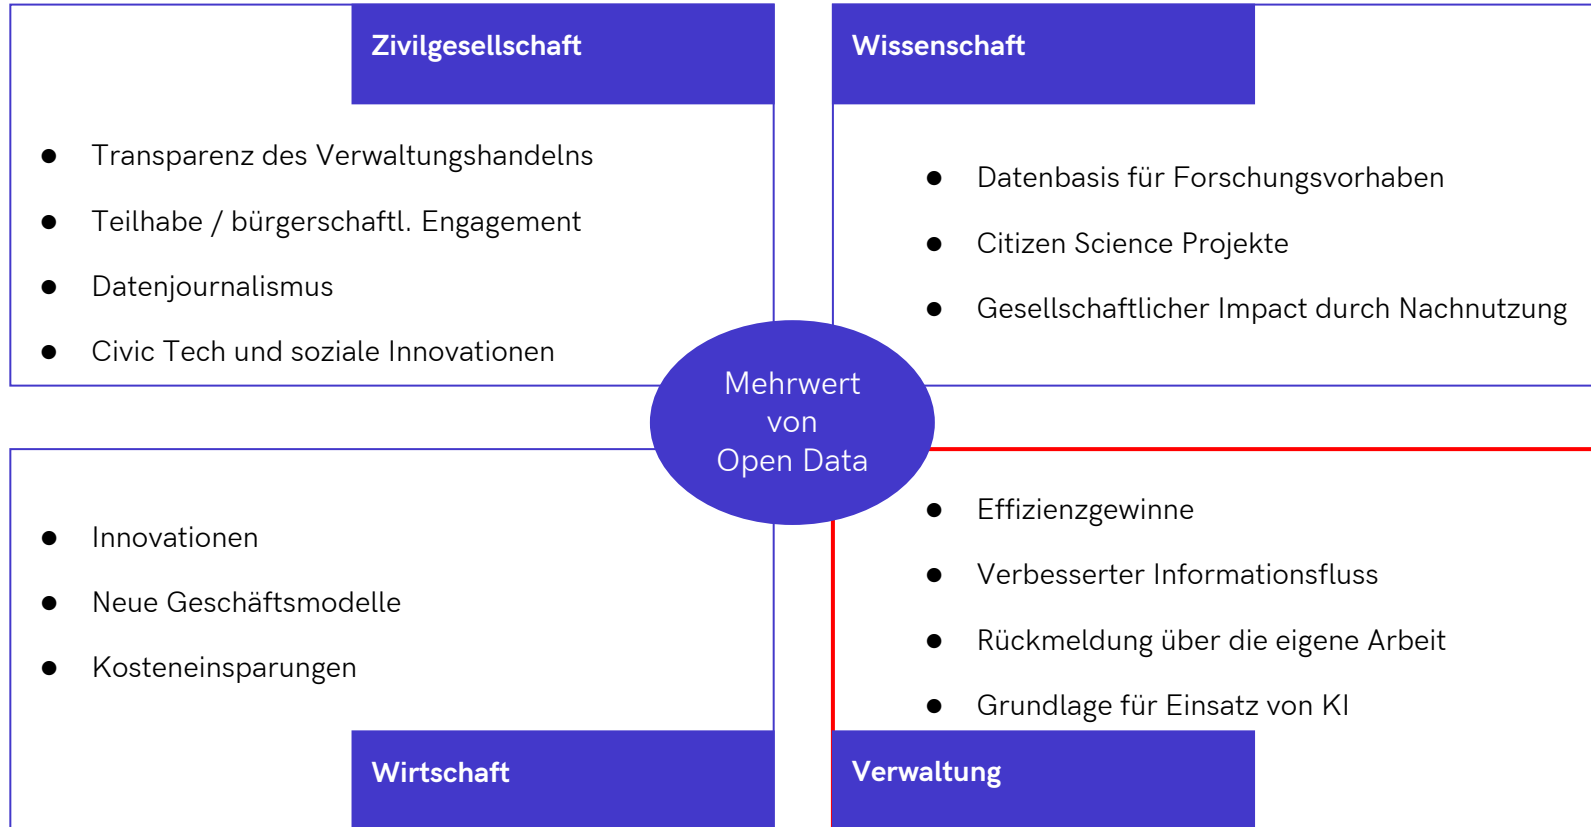 Zivilgesellschaft
● Transparenz des Verwaltungshandelns
● Teilhabe / bürgerschaftl. Engagement
● Datenjournalismus
● Civic Tech und soziale Innovationen
Wissenschaft
● Datenbasis für Forschungsvorhaben
● Citizen Science Projekte
● Gesellschaftlicher Impact durch Nachnutzung
Mehrwert
von
Open Data
● Innovationen
● Neue Geschäftsmodelle
● Kosteneinsparungen
Wirtschaft
● Effizienzgewinne
● Verbesserter Informationsfluss
● Rückmeldung über die eigene Arbeit
● Grundlage für Einsatz von KI
Verwaltung